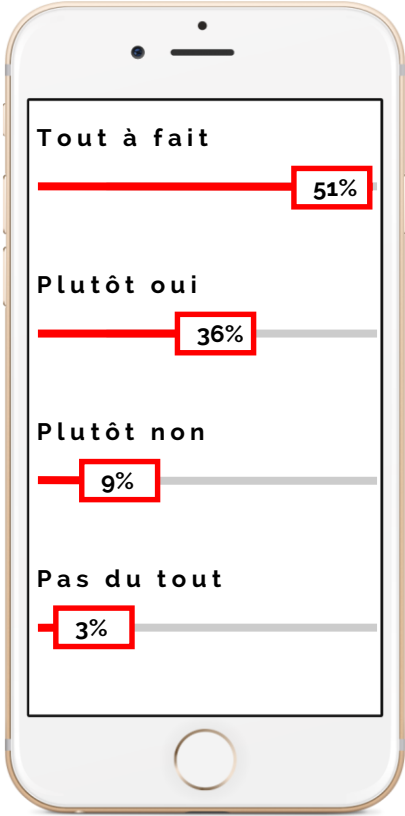 Tout à fait
51%
Plutôt oui
36%
Plutôt non
9%
Pas du tout
3%